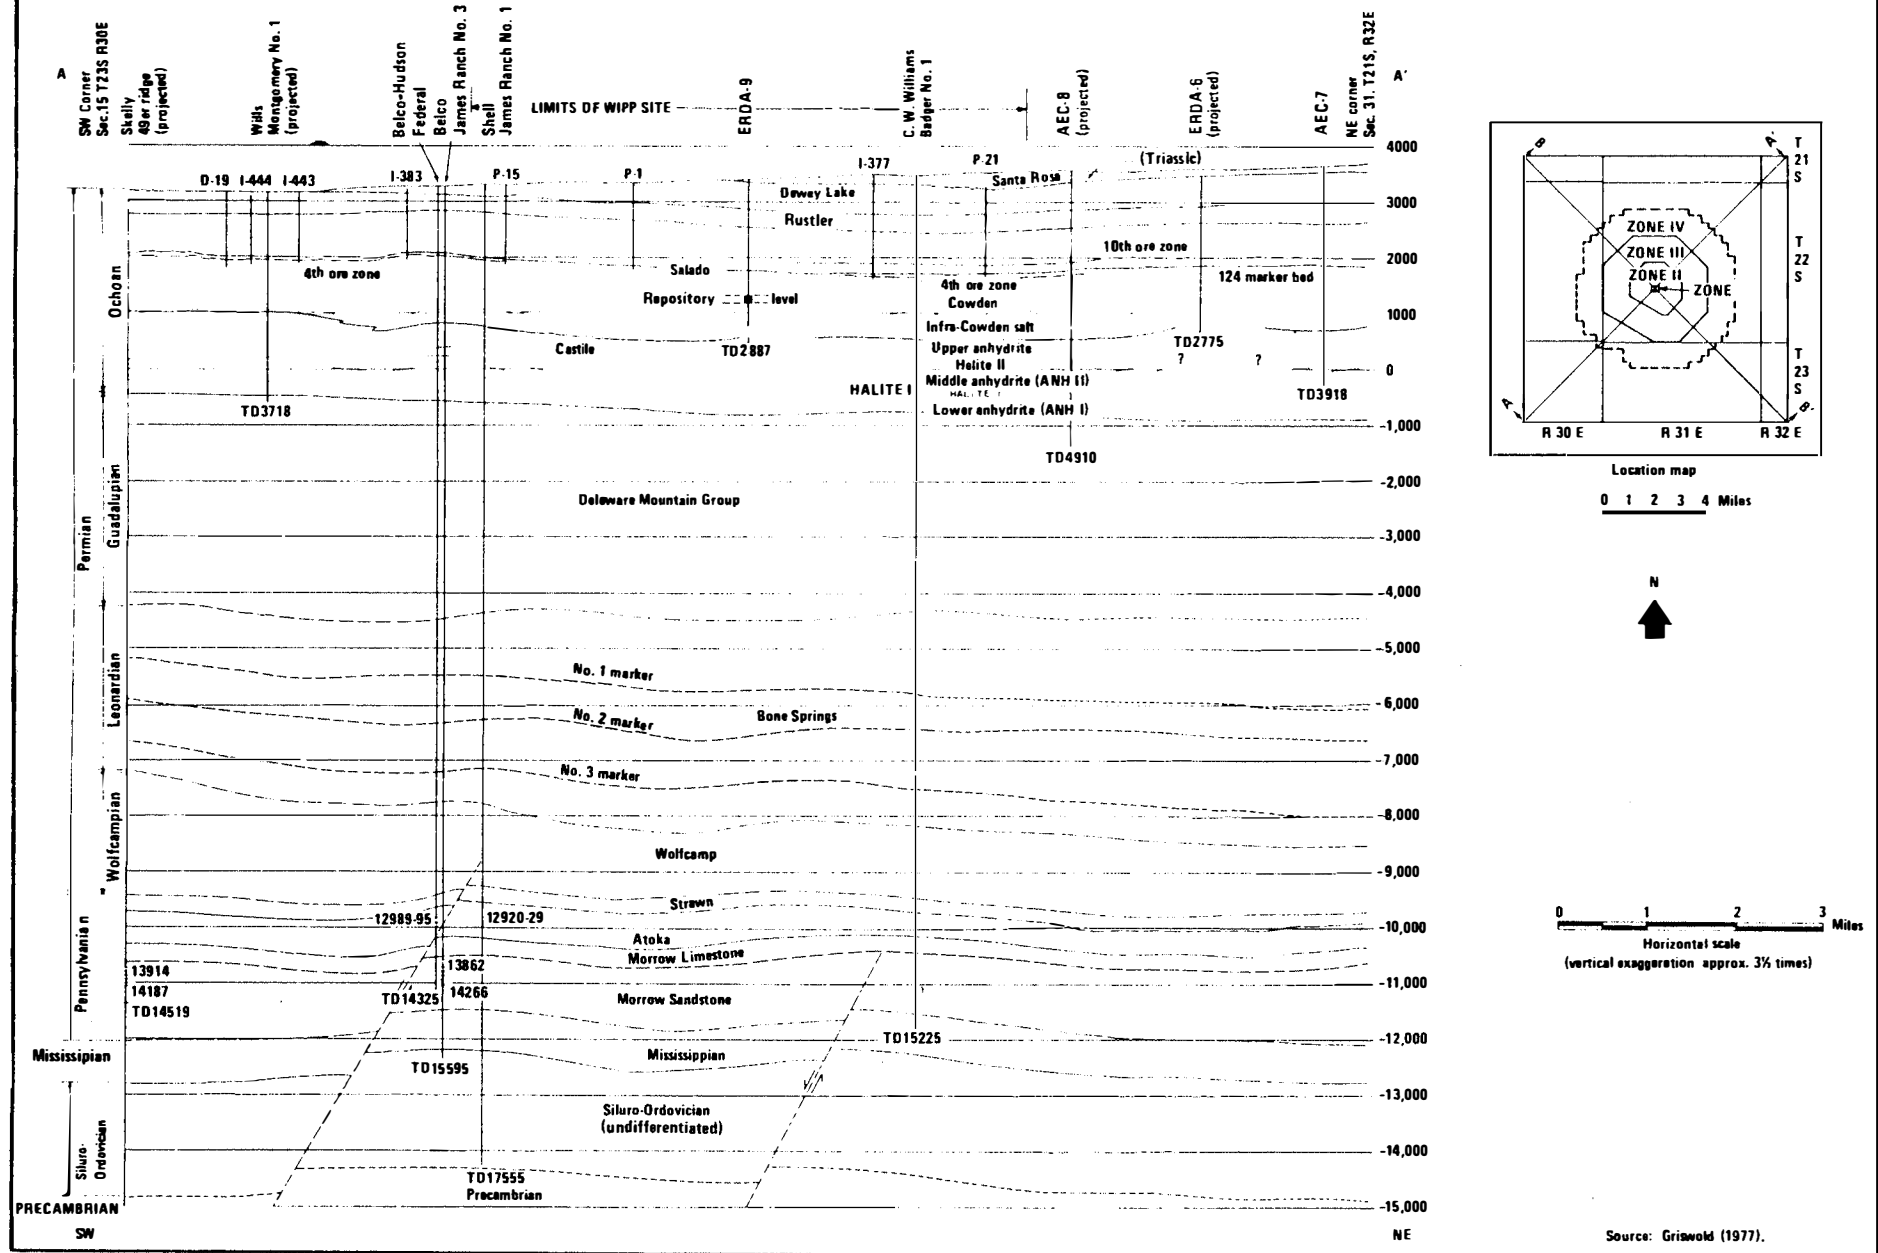 A
SW Corner
Sec.15 T23S R30E
Skelly
49er ridge
(projected)
Wills
Montgomery No. 1
(projected)
Belco-Hudson
Federal
Belco
James Ranch No. 3
Shell
James Ranch No. 1
LIMITS OF WIPP SITE
ERDA-9
C. W. Williams
Badger No. 1
AEC-8
(projected)
ERDA-6
(projected)
AEC-7
NE corner
Sec. 31. T21S, R32E
A'
D-19
I-444
I-443
I-383
P-15
P-1
I-377
P-21
(Triassic)
Santa Rosa
Dewey Lake
Rustler
10th ore zone
4th ore zone
Salado
124 marker bed
4th ore zone
Cowden
Repository
level
Infra-Cowden salt
Castile
TD2887
Upper anhydrite
Halite II
TD2775
?
?
Middle anhydrite (ANH II)
HALITE I
HALITE I
Lower anhydrite (ANH I)
TD3918
TD3718
TD4910
Delaware Mountain Group
No. 1 marker
No. 2 marker
Bone Springs
No. 3 marker
Wolfcamp
Strawn
12989-95
12920-29
Atoka
Morrow Limestone
13914
13862
14187
TD14325
14266
Morrow Sandstone
TD14519
TD15225
Mississippian
TD15595
Siluro-Ordovician
(undifferentiated)
TD17555
Precambrian
4000
3000
2000
1000
0
-1,000
-2,000
-3,000
-4,000
-5,000
-6,000
-7,000
-8,000
-9,000
-10,000
-11,000
-12,000
-13,000
-14,000
-15,000
Ochoan
Guadalupian
Permian
Leonardian
Wolfcampian
Pennsylvanian
Mississipian
Siluro-
Ordovician
PRECAMBRIAN
SW
NE
B
A'
T
21
S
ZONE IV
ZONE III
ZONE II
ZONE
T
22
S
T
23
S
A
B'
R 30 E
R 31 E
R 32 E
Location map
0 1 2 3 4 Miles
N
0 1 2 3
Miles
Horizontal scale
(vertical exaggeration approx. 3½ times)
Source: Griswold (1977).